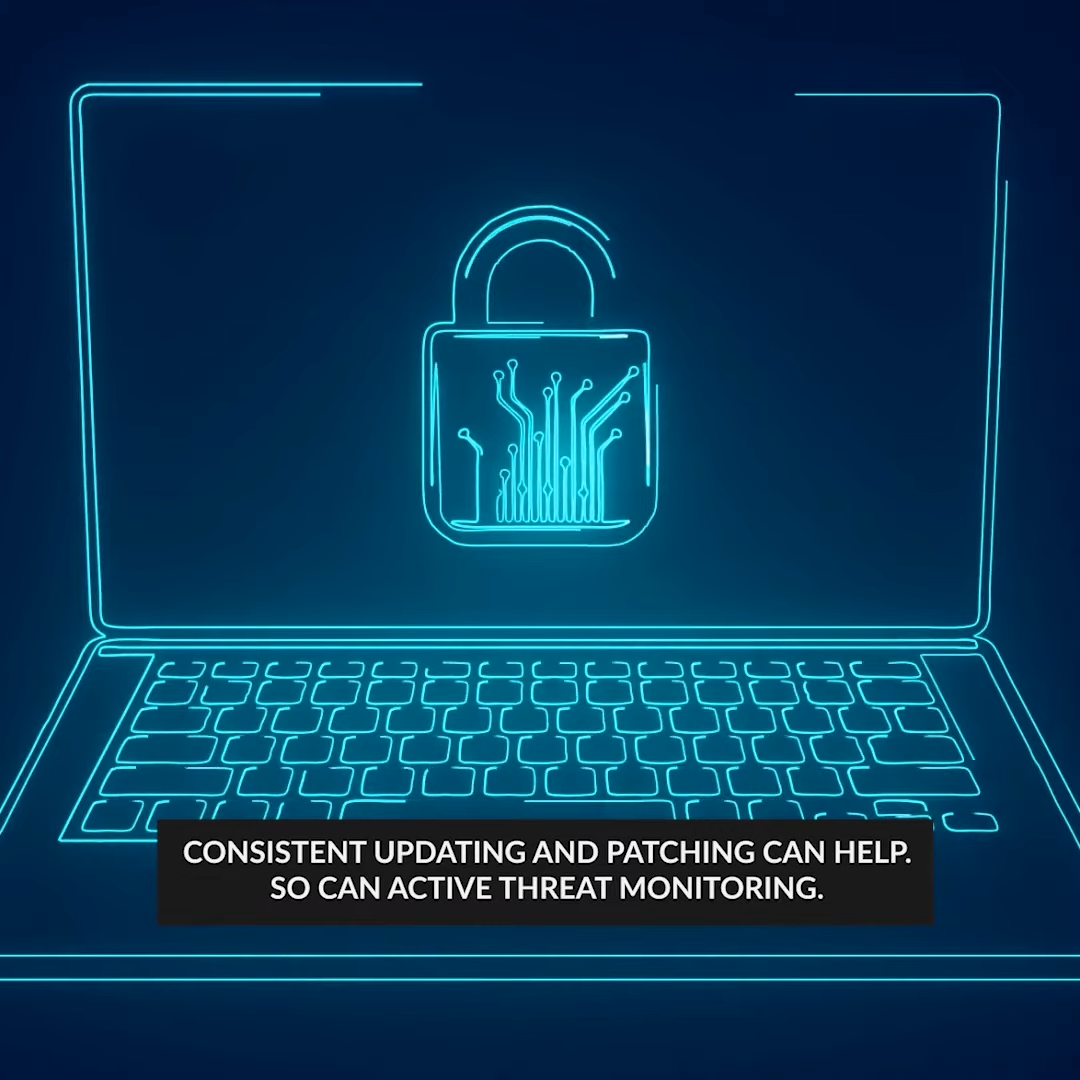 CONSISTENT UPDATING AND PATCHING CAN HELP.
SO CAN ACTIVE THREAT MONITORING.